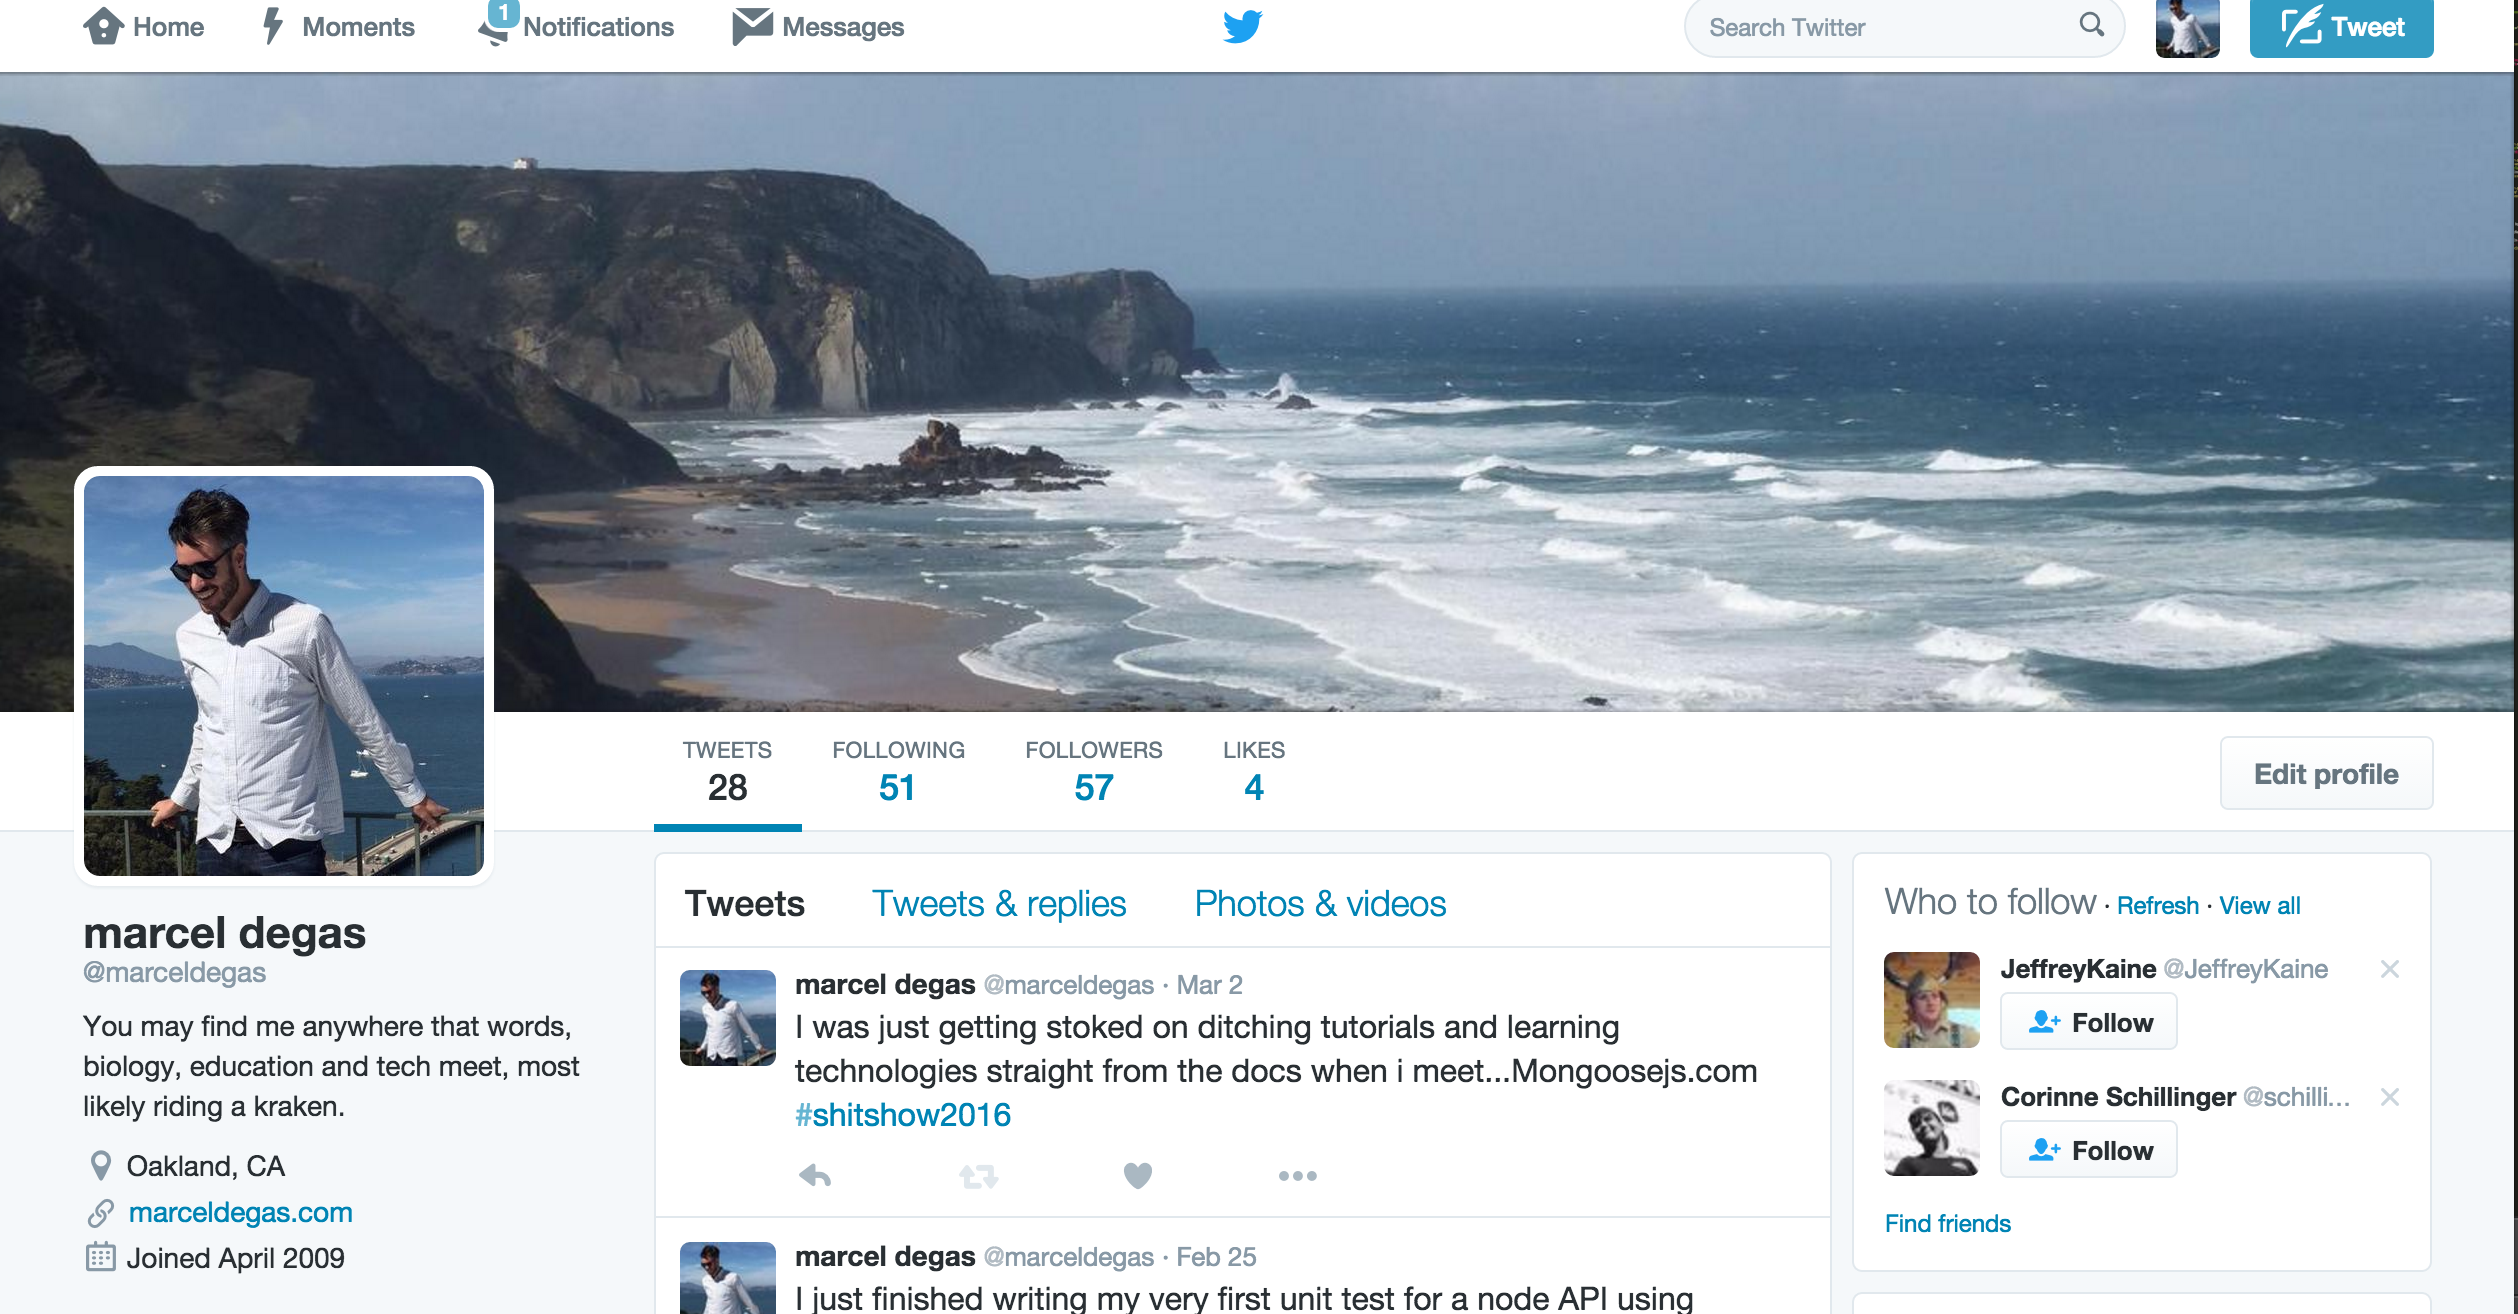 Home Moments 1 Notifications Messages Search Twitter Tweet
TWEETS FOLLOWING FOLLOWERS LIKES
28 51 57 4
Edit profile
marcel degas
@marceldegas
You may find me anywhere that words,
biology, education and tech meet, most
likely riding a kraken.
Oakland, CA
marceldegas.com
Joined April 2009
Tweets Tweets & replies Photos & videos
marcel degas @marceldegas · Mar 2
I was just getting stoked on ditching tutorials and learning
technologies straight from the docs when i meet...Mongoosejs.com
#shitshow2016
marcel degas @marceldegas · Feb 25
I just finished writing my very first unit test for a node API using
Who to follow · Refresh · View all
JeffreyKaine @JeffreyKaine
Follow
Corinne Schillinger @schilli...
Follow
Find friends